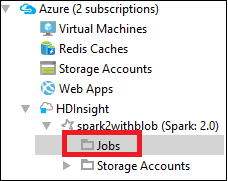 Azure (2 subscriptions)
Virtual Machines
Redis Caches
Storage Accounts
Web Apps
HDInsight
spark2withblob (Spark: 2.0)
Jobs
Storage Accounts